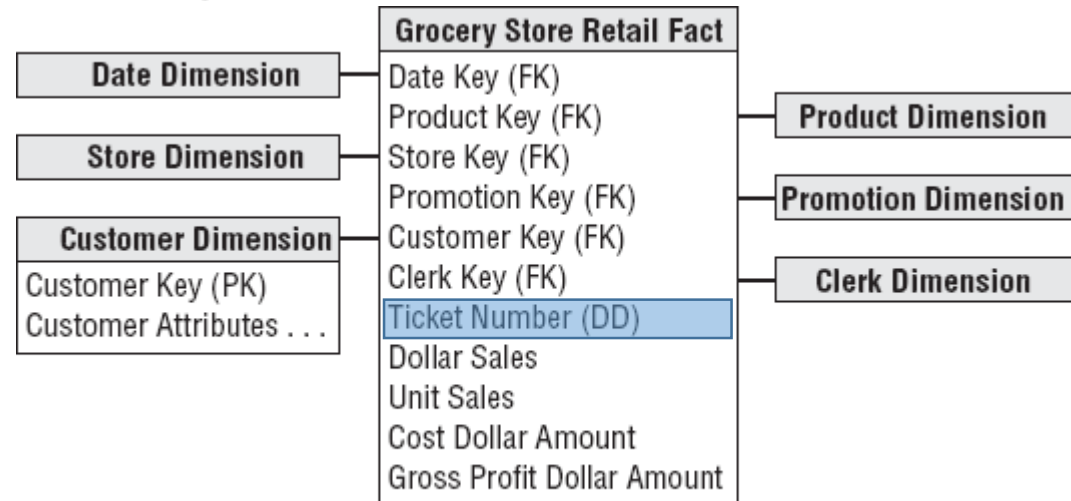 Grocery Store Retail Fact
Date Dimension
Date Key (FK)
Product Key (FK)
Product Dimension
Store Dimension
Store Key (FK)
Promotion Key (FK)
Promotion Dimension
Customer Dimension
Customer Key (FK)
Customer Key (PK)
Clerk Key (FK)
Clerk Dimension
Customer Attributes . . .
Ticket Number (DD)
Dollar Sales
Unit Sales
Cost Dollar Amount
Gross Profit Dollar Amount